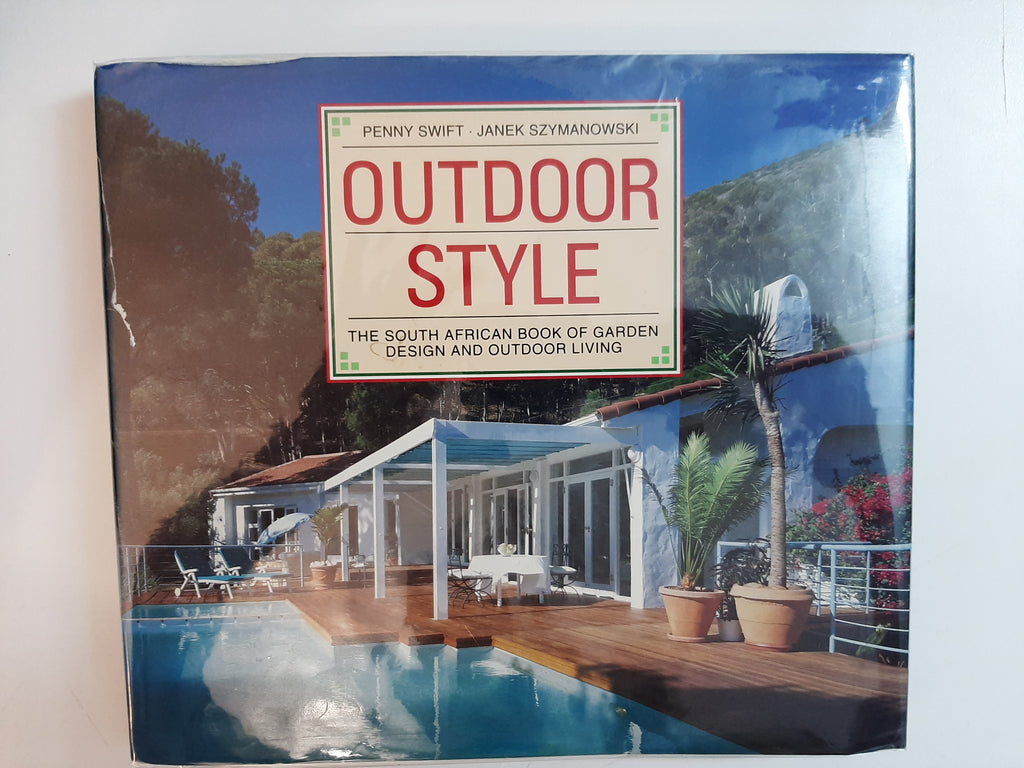 PENNY SWIFT · JANEK SZYMANOWSKI
OUTDOOR
STYLE
THE SOUTH AFRICAN BOOK OF GARDEN
DESIGN AND OUTDOOR LIVING